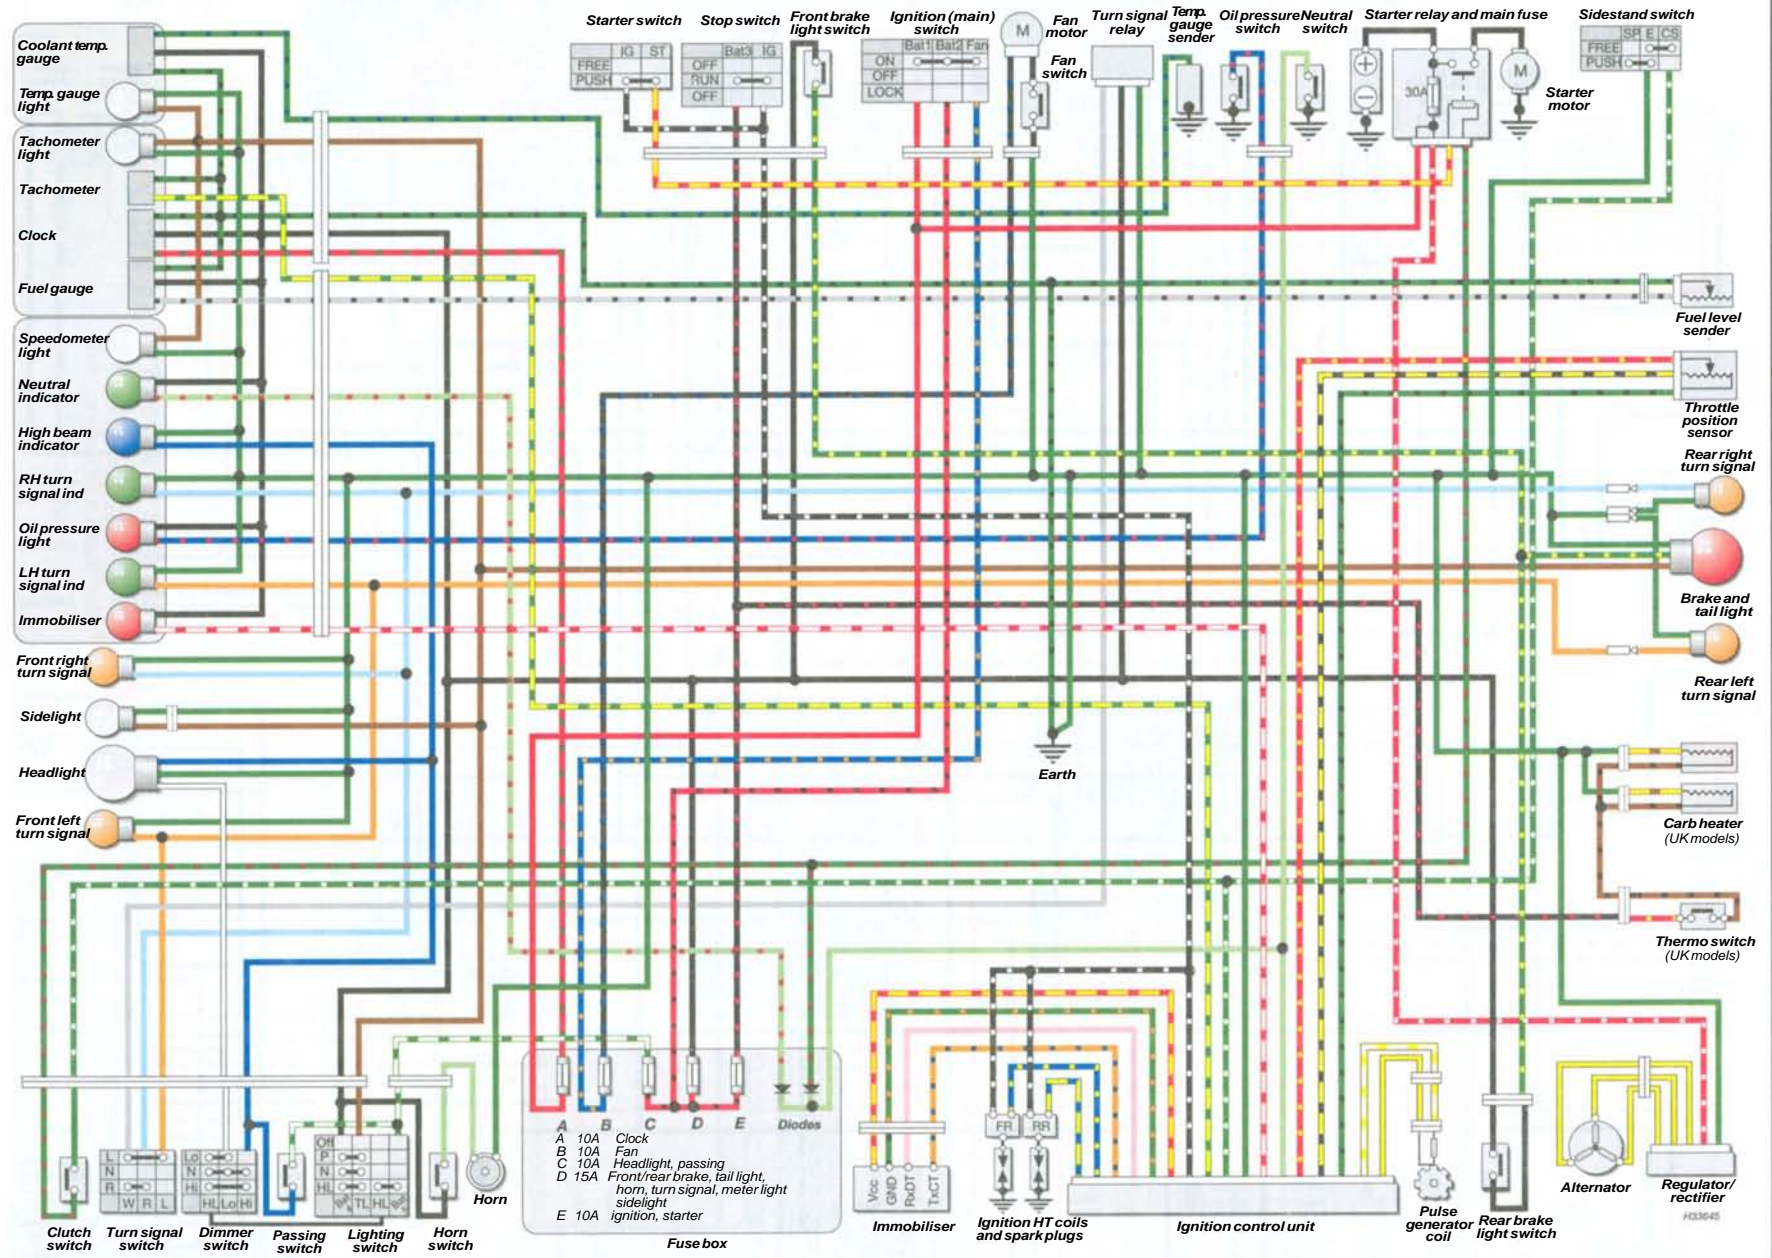 Coolant temp.
gauge
Temp. gauge
light
Tachometer
light
Tachometer
Clock
Fuel gauge
Speedometer
light
Neutral
indicator
High beam
indicator
RH turn
signal ind
Oil pressure
light
LH turn
signal ind
Immobiliser
Front right
turn signal
Sidelight
Headlight
Front left
turn signal
Starter switch
IG ST
FREE
PUSH
Stop switch
Bat3 IG
OFF
RUN
OFF
Front brake
light switch
Ignition (main)
switch
Bat1 Bat2 Fan
ON
OFF
LOCK
M
Fan
motor
Fan
switch
Turn signal
relay
Temp.
gauge
sender
Oil pressure
switch
Neutral
switch
Starter relay and main fuse
30A
M
Starter
motor
Sidestand switch
SP E CS
FREE
PUSH
Fuel level
sender
Throttle
position
sensor
Rear right
turn signal
Brake and
tail light
Rear left
turn signal
Earth
Carb heater
(UK models)
Thermo switch
(UK models)
Clutch
switch
L
N
R
W R L
Turn signal
switch
Lo
N
Hi
HL Lo Hi
Dimmer
switch
Passing
switch
Off
P
N
HL
TL HL
Lighting
switch
Horn
switch
Horn
A B C D E Diodes
A 10A Clock
B 10A Fan
C 10A Headlight, passing
D 15A Front/rear brake, tail light,
horn, turn signal, meter light
sidelight
E 10A ignition, starter
Fuse box
Vcc
GND
RxDT
TxCT
Immobiliser
FR RR
Ignition HT coils
and spark plugs
Ignition control unit
Pulse
generator
coil
Rear brake
light switch
Alternator
Regulator/
rectifier
H33645